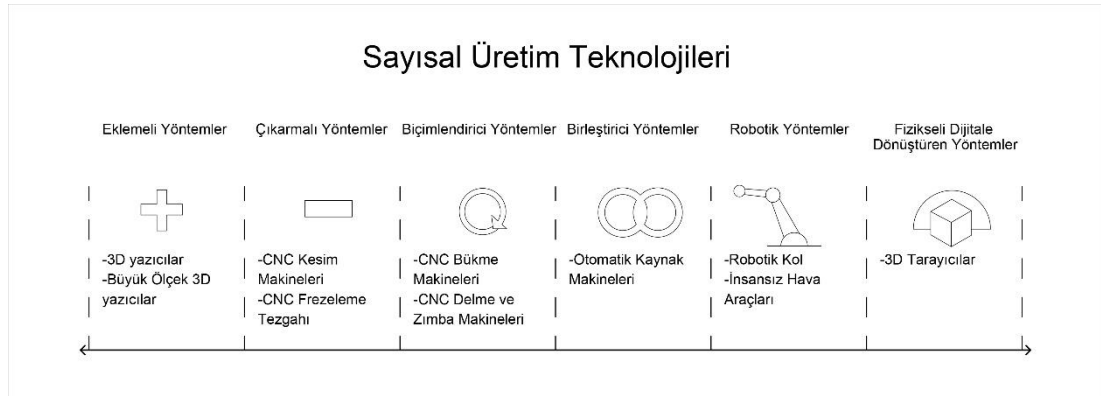 Sayısal Üretim Teknolojileri
Eklemeli Yöntemler
Çıkarmalı Yöntemler
Biçimlendirici Yöntemler
Birleştirici Yöntemler
Robotik Yöntemler
Fizikseli Dijitale
Dönüştüren Yöntemler
-3D yazıcılar
-Büyük Ölçek 3D
yazıcılar
-CNC Kesim
Makineleri
-CNC Frezeleme
Tezgahı
-CNC Bükme
Makineleri
-CNC Delme ve
Zımba Makineleri
-Otomatik Kaynak
Makineleri
-Robotik Kol
-İnsansız Hava
Araçları
-3D Tarayıcılar